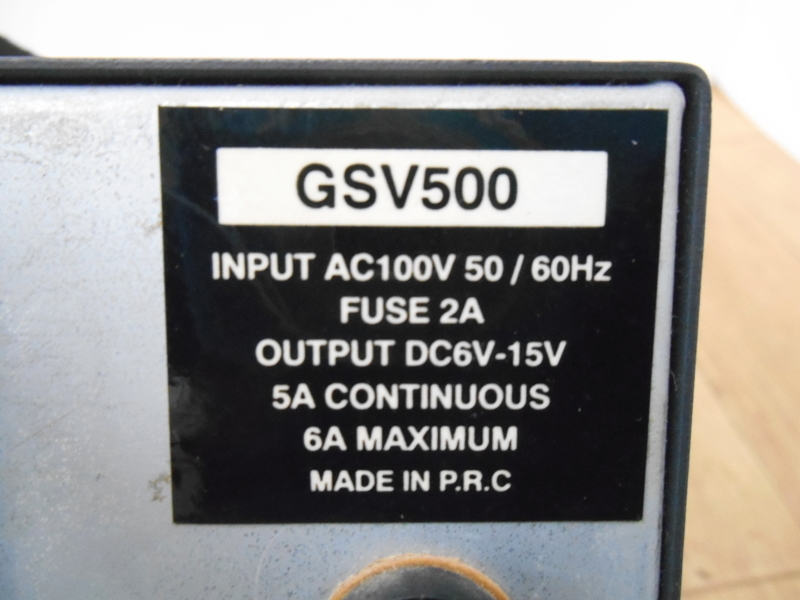 GSV500
INPUT AC100V 50 / 60Hz
FUSE 2A
OUTPUT DC6V-15V
5A CONTINUOUS
6A MAXIMUM
MADE IN P.R.C